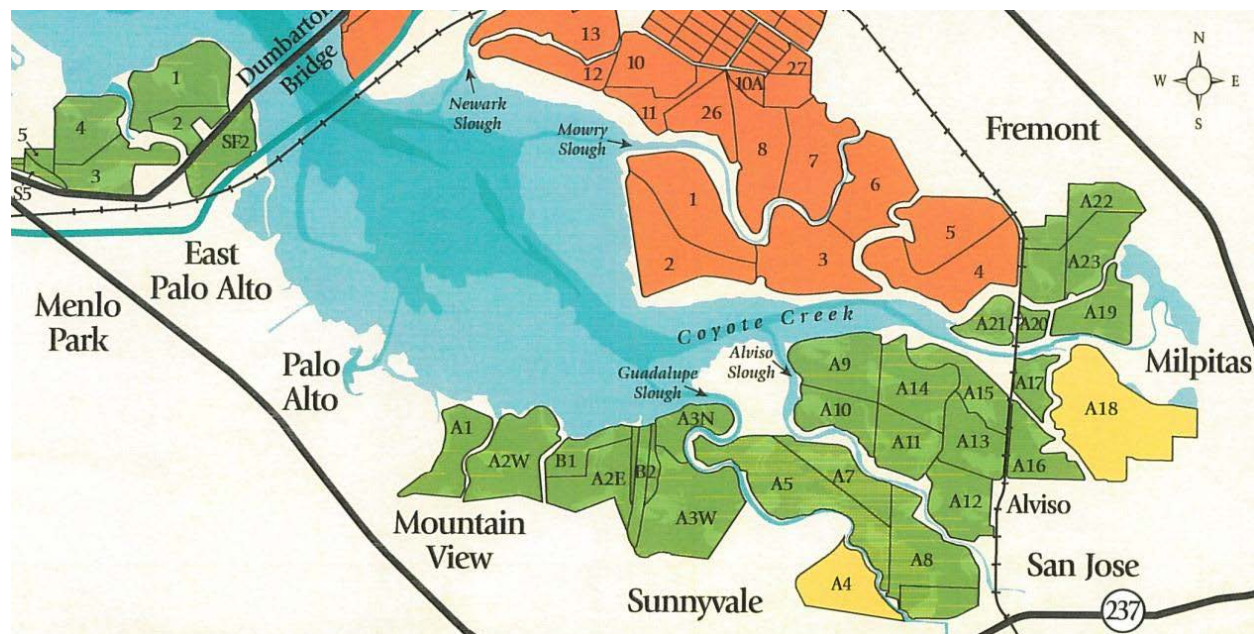 Dumbarton
Bridge
13
12
10
11
10A
27
26
8
7
6
1
2
3
5
4
1
2
4
3
5
S5
SF2
Newark
Slough
Mowry
Slough
N
W
E
S
Fremont
East
Palo Alto
Menlo
Park
Palo
Alto
Coyote Creek
Guadalupe
Slough
Alviso
Slough
A22
A23
A21
A20
A19
Milpitas
A9
A14
A15
A17
A18
A10
A11
A13
A16
A12
Alviso
A1
A2W
B1
A2E
B2
A3N
A3W
A5
A7
A8
A4
Mountain
View
Sunnyvale
San Jose
237